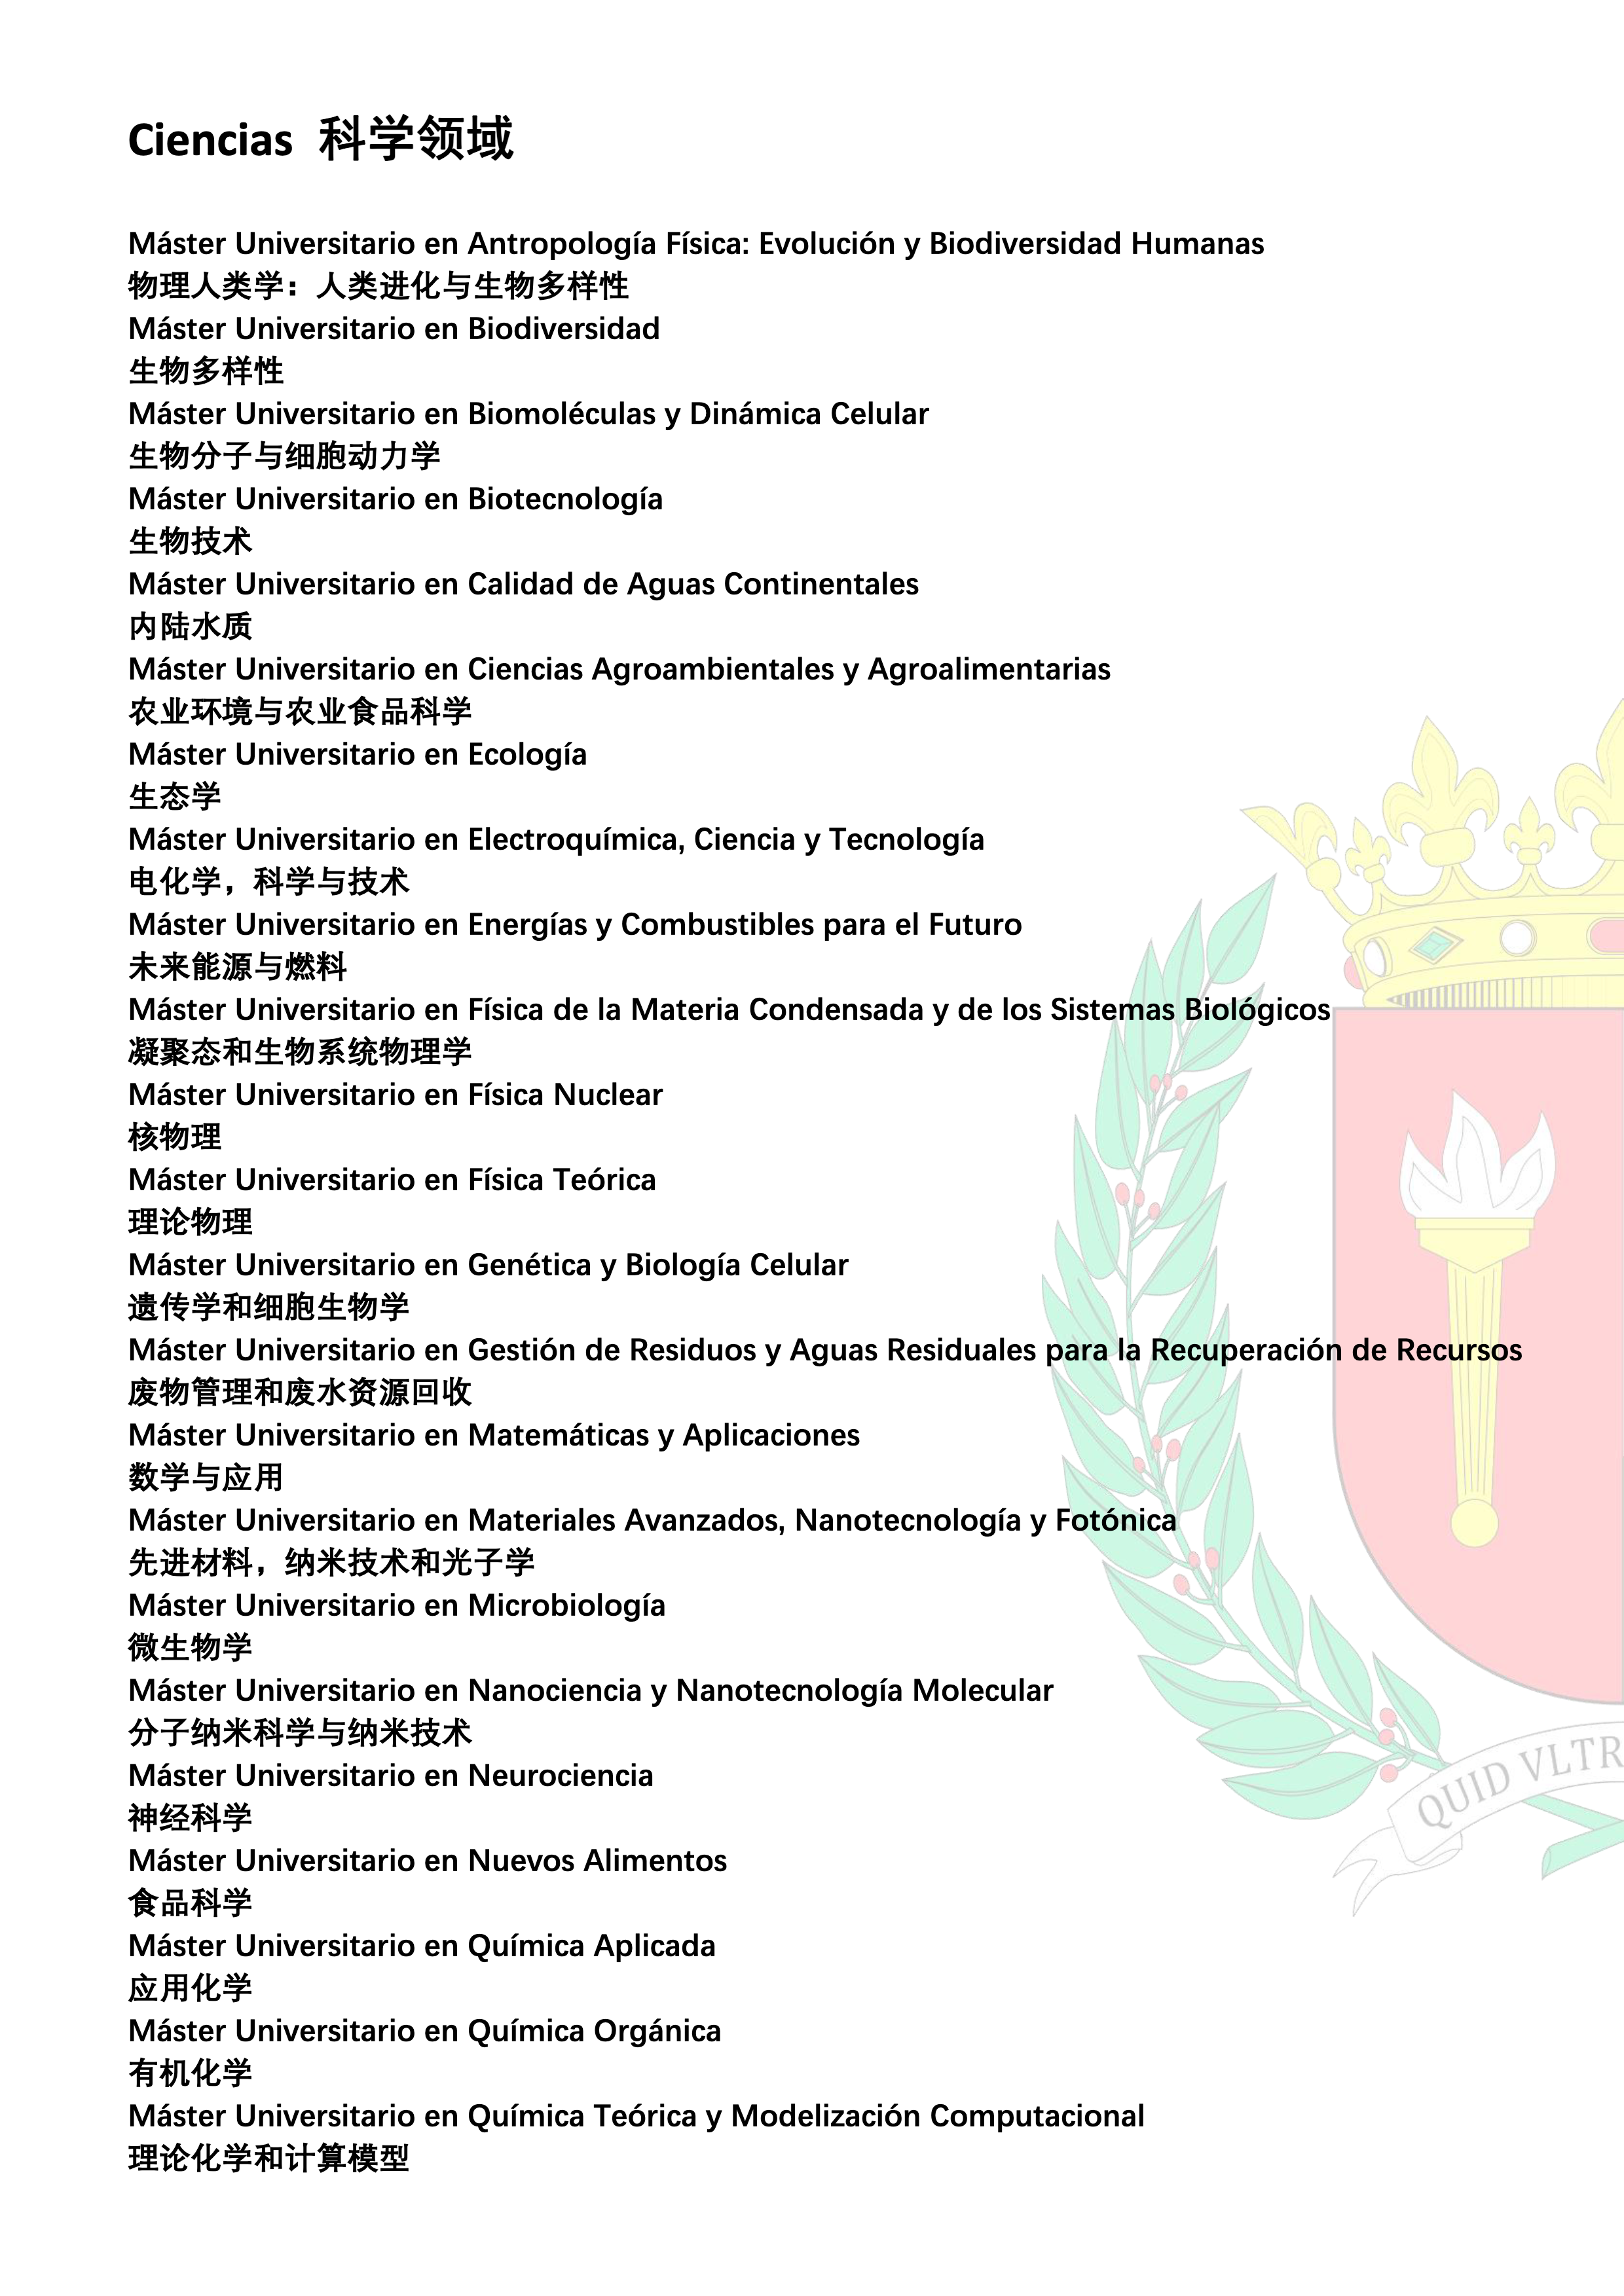 Ciencias 科学领域
Máster Universitario en Antropología Física: Evolución y Biodiversidad Humanas
物理人类学：人类进化与生物多样性
Máster Universitario en Biodiversidad
生物多样性
Máster Universitario en Biomoléculas y Dinámica Celular
生物分子与细胞动力学
Máster Universitario en Biotecnología
生物技术
Máster Universitario en Calidad de Aguas Continentales
内陆水质
Máster Universitario en Ciencias Agroambientales y Agroalimentarias
农业环境与农业食品科学
Máster Universitario en Ecología
生态学
Máster Universitario en Electroquímica, Ciencia y Tecnología
电化学，科学与技术
Máster Universitario en Energías y Combustibles para el Futuro
未来能源与燃料
Máster Universitario en Física de la Materia Condensada y de los Sistemas Biológicos
凝聚态和生物系统物理学
Máster Universitario en Física Nuclear
核物理
Máster Universitario en Física Teórica
理论物理
Máster Universitario en Genética y Biología Celular
遗传学和细胞生物学
Máster Universitario en Gestión de Residuos y Aguas Residuales para la Recuperación de Recursos
废物管理和废水资源回收
Máster Universitario en Matemáticas y Aplicaciones
数学与应用
Máster Universitario en Materiales Avanzados, Nanotecnología y Fotónica
先进材料，纳米技术和光子学
Máster Universitario en Microbiología
微生物学
Máster Universitario en Nanociencia y Nanotecnología Molecular
分子纳米科学与纳米技术
Máster Universitario en Neurociencia
神经科学
Máster Universitario en Nuevos Alimentos
食品科学
Máster Universitario en Química Aplicada
应用化学
Máster Universitario en Química Orgánica
有机化学
Máster Universitario en Química Teórica y Modelización Computacional
理论化学和计算模型
QUID VLTR